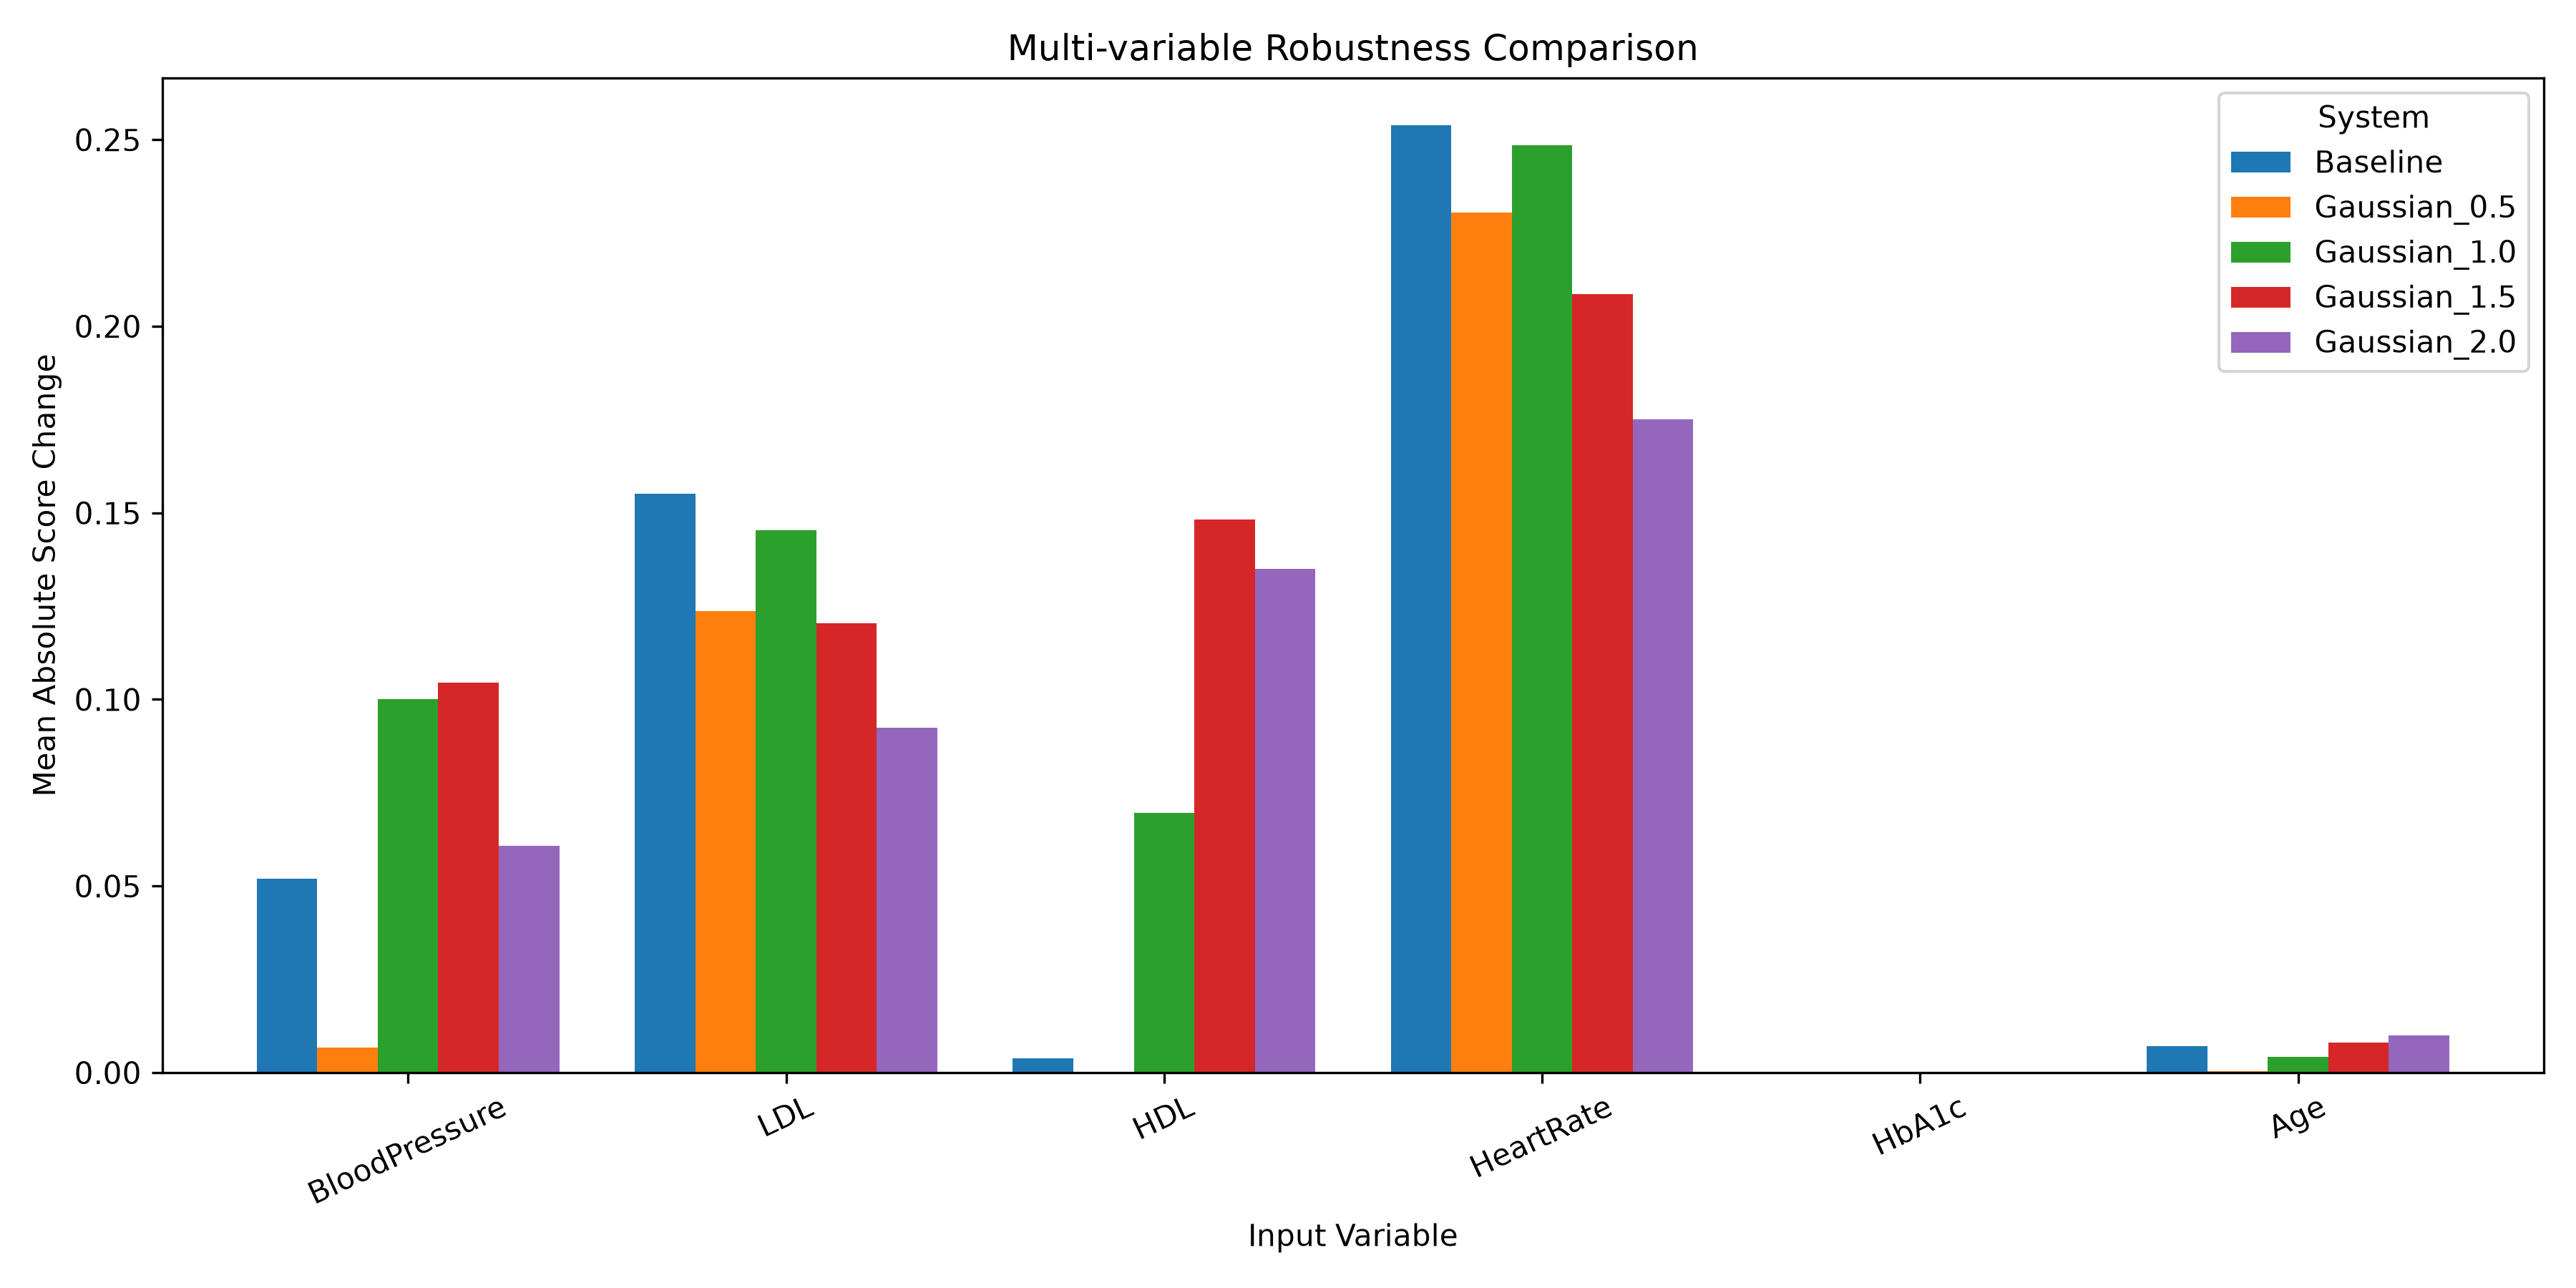 Multi-variable Robustness Comparison
System
Baseline
Gaussian_0.5
Gaussian_1.0
Gaussian_1.5
Gaussian_2.0
Mean Absolute Score Change
0.25
0.20
0.15
0.10
0.05
0.00
BloodPressure
LDL
HDL
HeartRate
HbA1c
Age
Input Variable